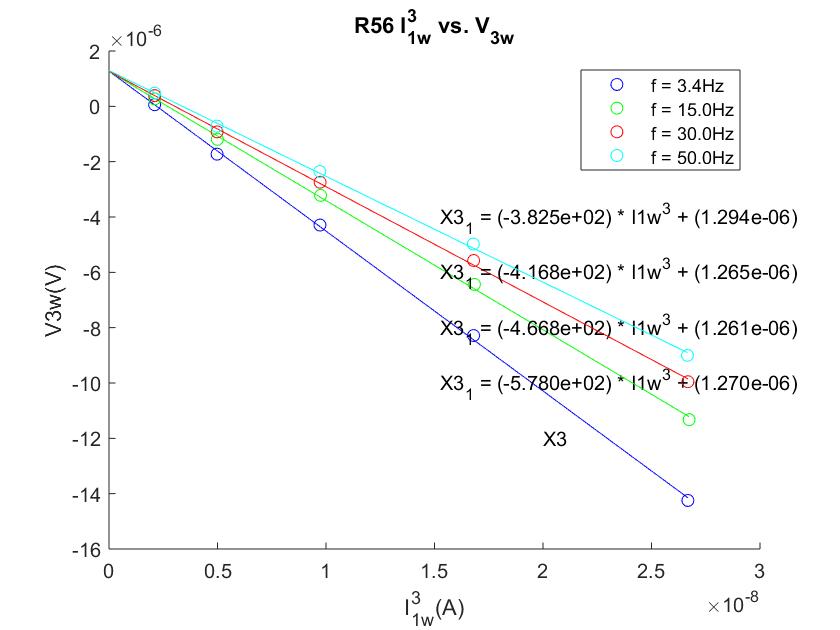 R56 I³₁w vs. V₃w
×10⁻⁶
2
0
-2
-4
-6
-8
-10
-12
-14
-16
V3w(V)
f = 3.4Hz
f = 15.0Hz
f = 30.0Hz
f = 50.0Hz
X3₁ = (-3.825e+02) * I1w³ + (1.294e-06)
X3₁ = (-4.168e+02) * I1w³ + (1.265e-06)
X3₁ = (-4.668e+02) * I1w³ + (1.261e-06)
X3₁ = (-5.780e+02) * I1w³ + (1.270e-06)
X3
0 0.5 1 1.5 2 2.5 3
×10⁻⁸
I³₁w(A)